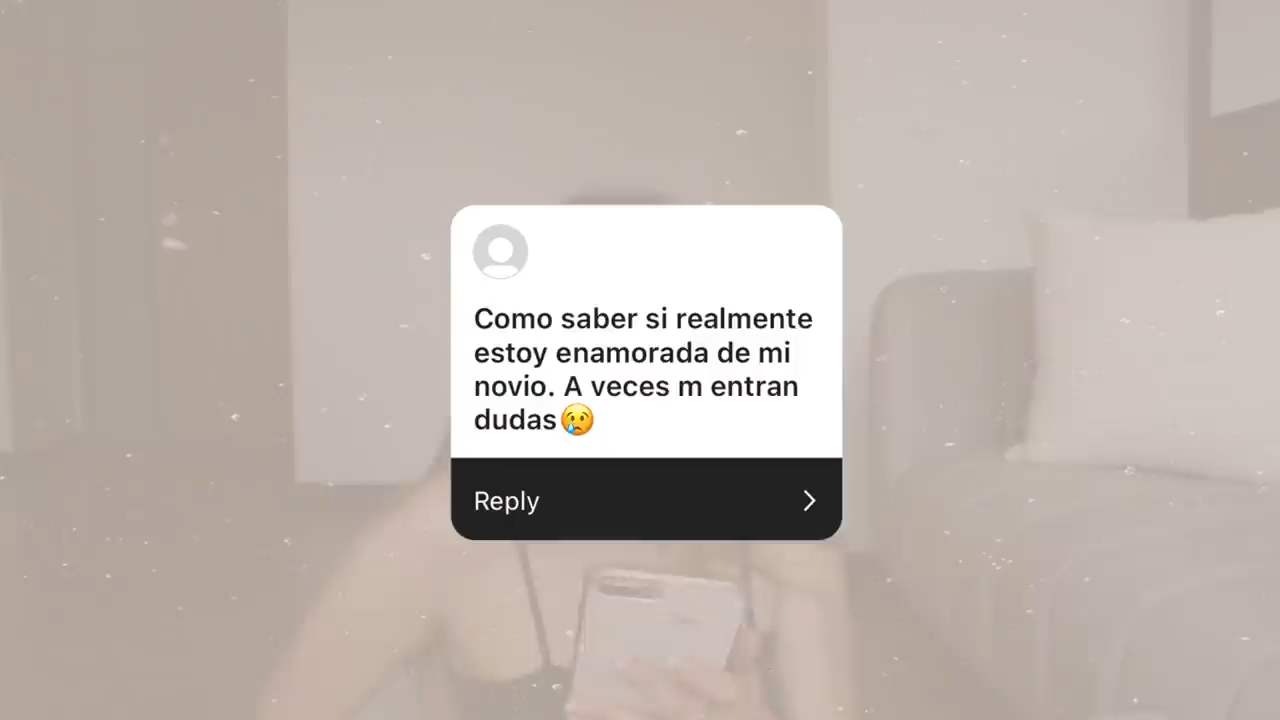 Como saber si realmente
estoy enamorada de mi
novio. A veces m entran
dudas😢
Reply